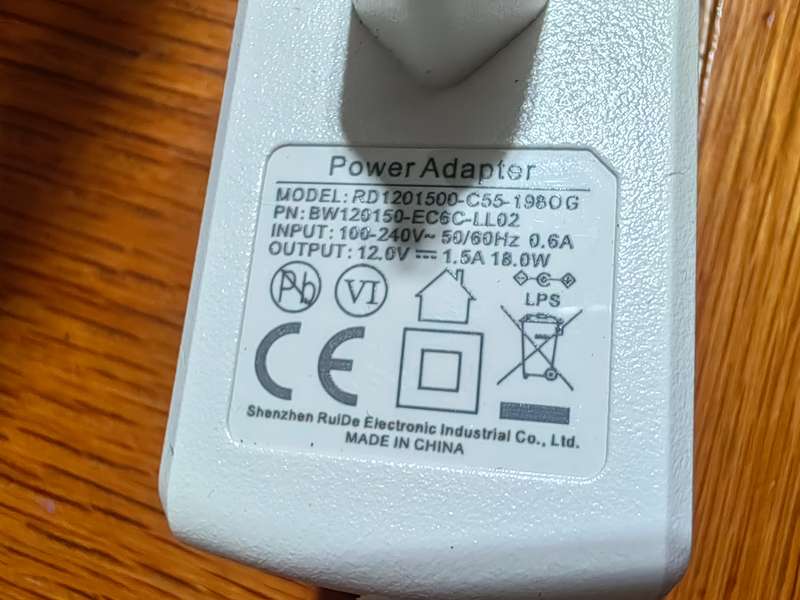 Power Adapter
MODEL: RD1201500-C55-198OG
PN: BW120150-EC6C-LL02
INPUT: 100-240V~ 50/60Hz 0.6A
OUTPUT: 12.0V ⎓ 1.5A 18.0W
Pb VI
LPS
CE
Shenzhen RuiDe Electronic Industrial Co., Ltd.
MADE IN CHINA